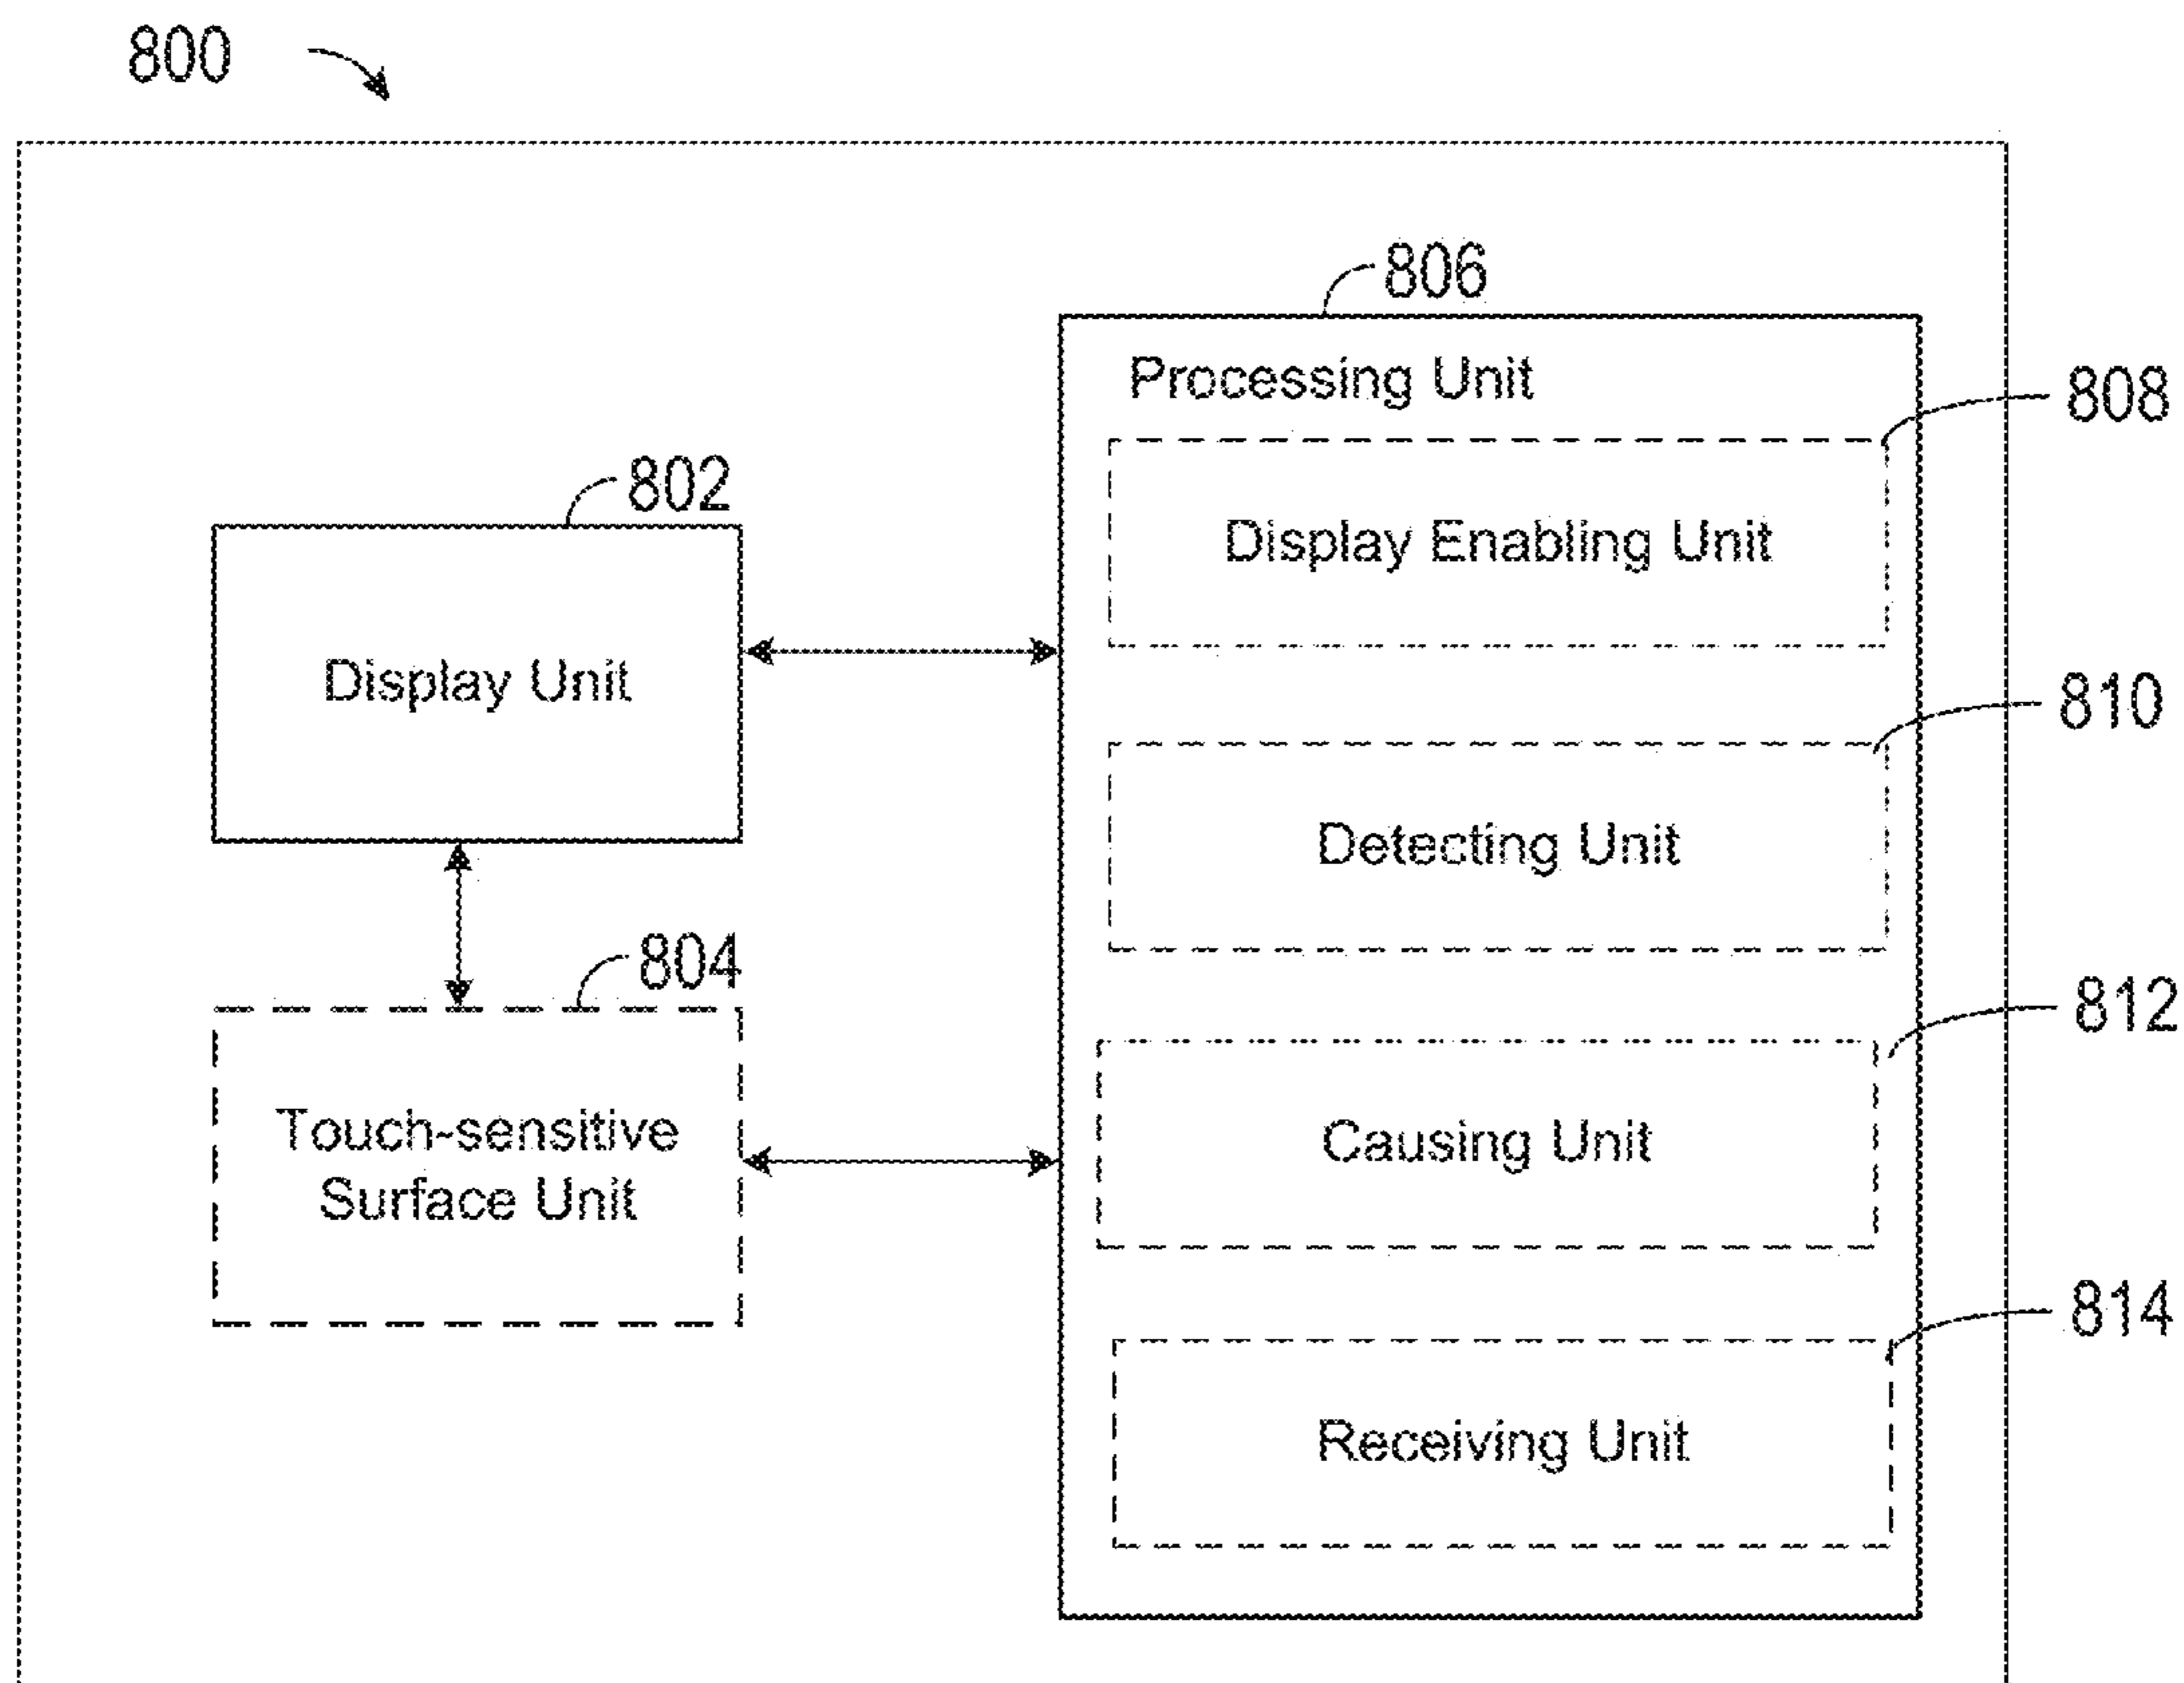 800
806
Processing Unit
808
Display Enabling Unit
802
Display Unit
810
Detecting Unit
804
Touch-sensitive
Surface Unit
812
Causing Unit
814
Receiving Unit